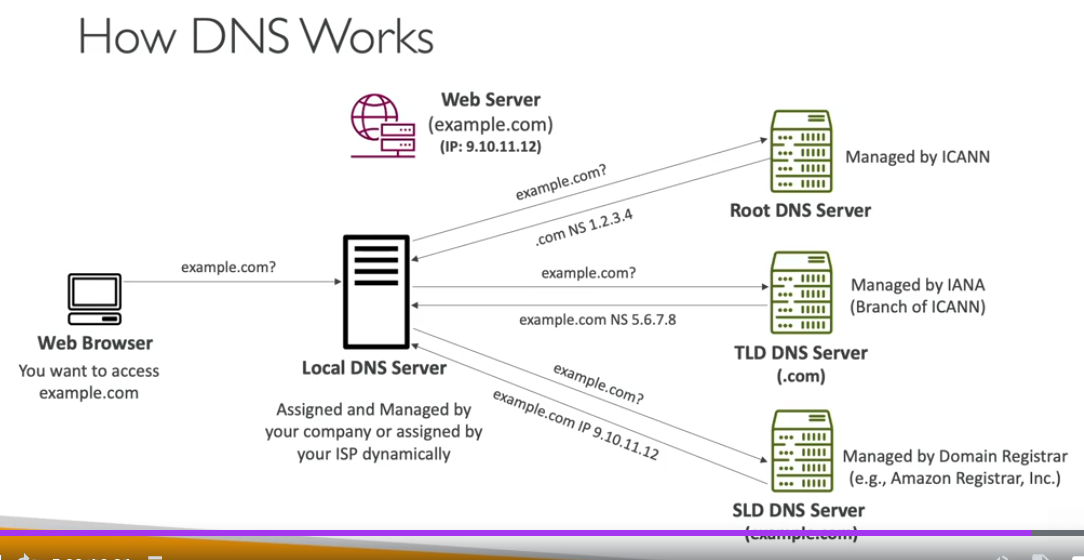 How DNS Works
Web Server
(example.com)
(IP: 9.10.11.12)
example.com?
.com NS 1.2.3.4
Managed by ICANN
Root DNS Server
example.com?
example.com?
example.com NS 5.6.7.8
Managed by IANA
(Branch of ICANN)
TLD DNS Server
(.com)
Web Browser
You want to access
example.com
Local DNS Server
Assigned and Managed by
your company or assigned by
your ISP dynamically
example.com?
example.com IP 9.10.11.12
Managed by Domain Registrar
(e.g., Amazon Registrar, Inc.)
SLD DNS Server
(example.com)